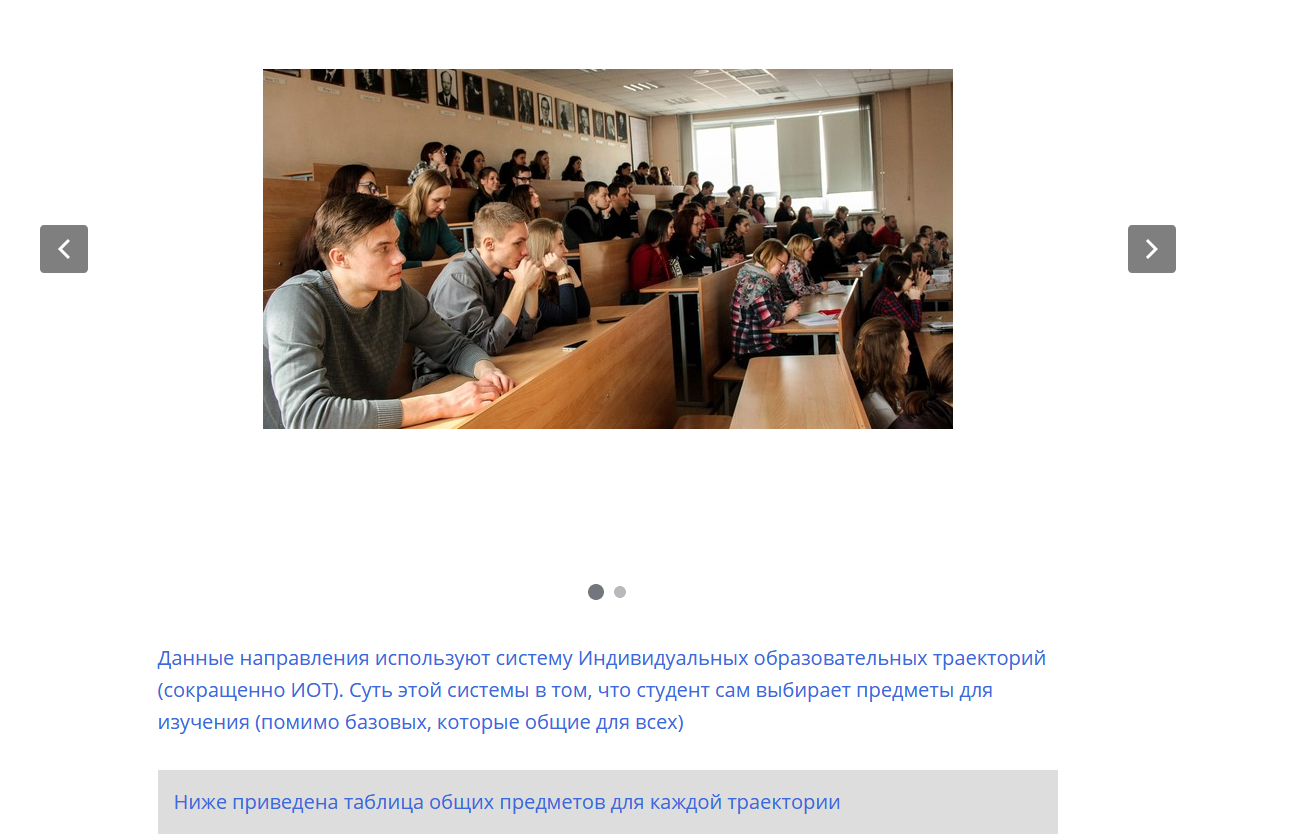 Данные направления используют систему Индивидуальных образовательных траекторий
(сокращенно ИОТ). Суть этой системы в том, что студент сам выбирает предметы для
изучения (помимо базовых, которые общие для всех)
Ниже приведена таблица общих предметов для каждой траектории